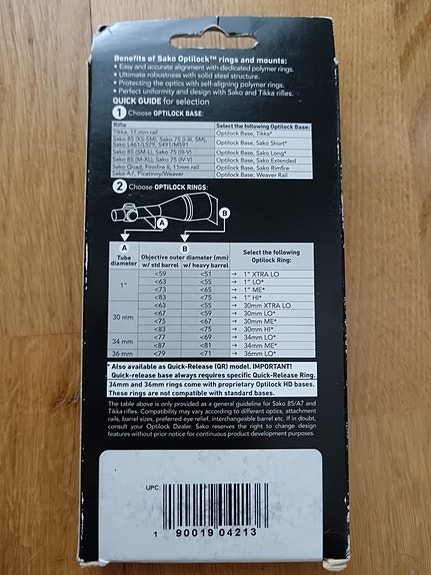 Benefits of Sako Optilock™ rings and mounts:
• Easy and accurate alignment with dedicated polymer rings.
• Ultimate robustness with solid steel structure.
• Protecting the optics with self-aligning polymer rings.
• Perfect uniformity and design with Sako and Tikka rifles.
QUICK GUIDE for selection
1 Choose OPTILOCK BASE:
Rifle Select the following Optilock Base:
Tikka, 17 mm rail Optilock Base, Tikka*
Sako 85 (XS-SM), Sako 75 (I-III, SM), Sako L461/L579, S491/M591 Optilock Base, Sako Short*
Sako 85 (SM-L), Sako 75 (III-V) Optilock Base, Sako Long*
Sako 85 (M-XL), Sako 75 (IV-V) Optilock Base, Sako Extended
Sako Quad, Finnfire II, 11mm rail Optilock Base, Sako Rimfire
Sako A7, Picatinny/Weaver Optilock Base, Weaver Rail
2 Choose OPTILOCK RINGS:
A B
A B
Tube diameter Objective outer diameter (mm) Select the following Optilock Ring:
w/ std barrel w/ heavy barrel
1" <59 <51 → 1" XTRA LO
<63 <55 → 1" LO*
<73 <65 → 1" ME*
<83 <75 → 1" HI*
30 mm <63 <55 → 30mm XTRA LO
<67 <59 → 30mm LO*
<75 <67 → 30mm ME*
<83 <75 → 30mm HI*
34 mm <77 <69 → 34mm LO*
<87 <81 → 34mm ME*
36 mm <79 <71 → 36mm LO*
* Also available as Quick-Release (QR) model. IMPORTANT!
Quick-release base always requires specific Quick-Release Ring.
34mm and 36mm rings come with proprietary Optilock HD bases.
These rings are not compatible with standard bases.
The table above is only provided as a general guideline for Sako 85/A7 and
Tikka rifles. Compatibility may vary according to different optics, attachment
rails, barrel sizes, preferred eye relief, interchangeable barrel etc. If in doubt,
consult your Optilock Dealer. Sako reserves the right to change design
features without prior notice for continuous product development purposes.
UPC:
1 90019 04213